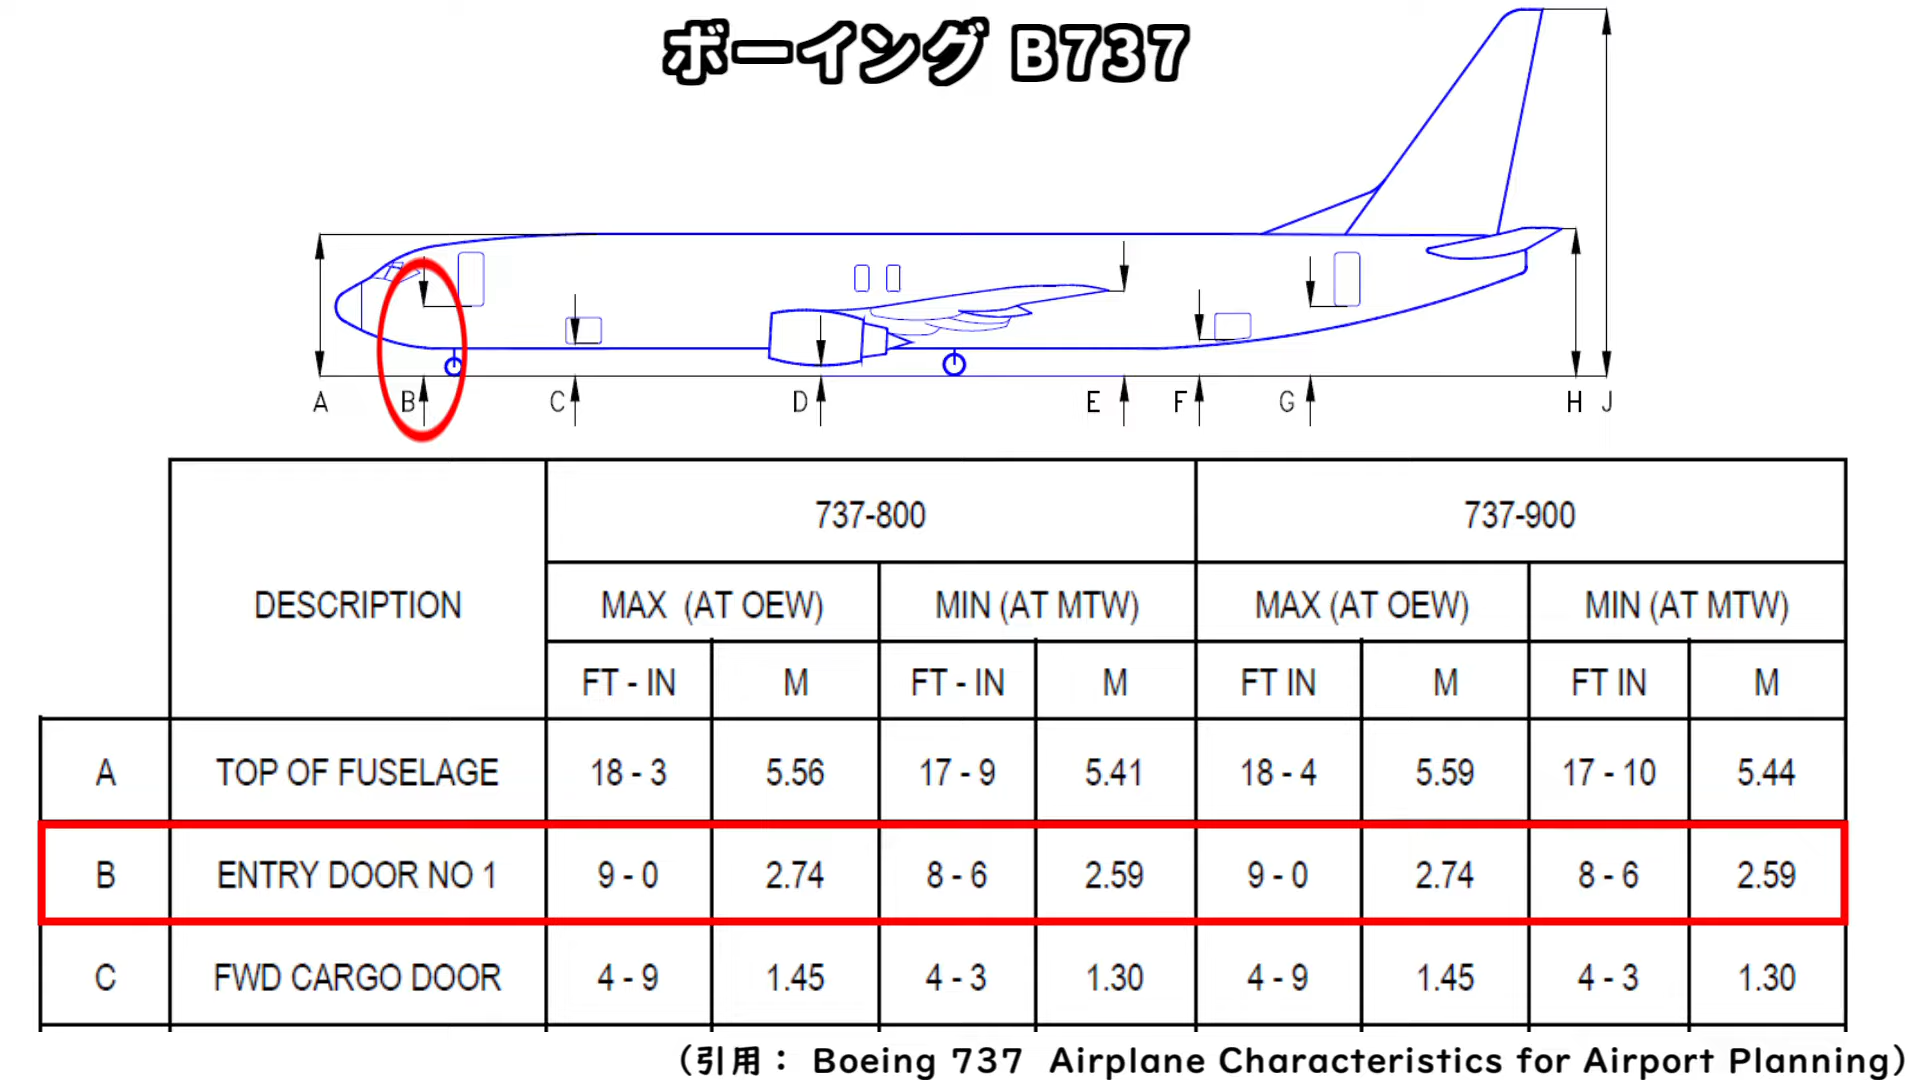 ボーイング B737
A B C D E F G H J
737-800 737-900
DESCRIPTION MAX (AT OEW) MIN (AT MTW) MAX (AT OEW) MIN (AT MTW)
FT - IN M FT - IN M FT IN M FT IN M
A TOP OF FUSELAGE 18 - 3 5.56 17 - 9 5.41 18 - 4 5.59 17 - 10 5.44
B ENTRY DOOR NO 1 9 - 0 2.74 8 - 6 2.59 9 - 0 2.74 8 - 6 2.59
C FWD CARGO DOOR 4 - 9 1.45 4 - 3 1.30 4 - 9 1.45 4 - 3 1.30
（引用： Boeing 737 Airplane Characteristics for Airport Planning）